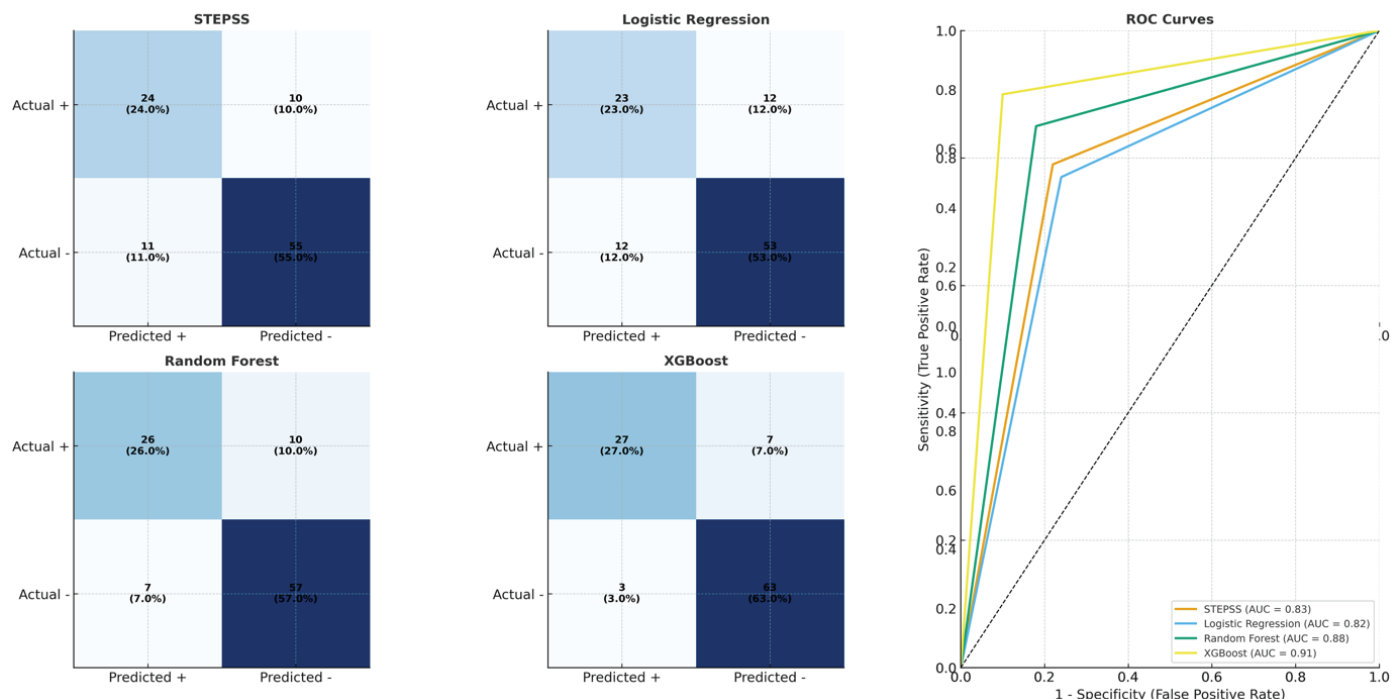 STEPSS
Actual +
24
(24.0%)
10
(10.0%)
Actual -
11
(11.0%)
55
(55.0%)
Predicted +
Predicted -
Logistic Regression
Actual +
23
(23.0%)
12
(12.0%)
Actual -
12
(12.0%)
53
(53.0%)
Predicted +
Predicted -
Random Forest
Actual +
26
(26.0%)
10
(10.0%)
Actual -
7
(7.0%)
57
(57.0%)
Predicted +
Predicted -
XGBoost
Actual +
27
(27.0%)
7
(7.0%)
Actual -
3
(3.0%)
63
(63.0%)
Predicted +
Predicted -
ROC Curves
Sensitivity (True Positive Rate)
1.0
0.8
0.6
0.8
0.4
0.2
0.6
0.0
1.0
0.4
0.8
0.6
0.2
0.4
0.2
0.0
.0
STEPSS (AUC = 0.83)
Logistic Regression (AUC = 0.82)
Random Forest (AUC = 0.88)
XGBoost (AUC = 0.91)
0.0
0.2
0.4
0.6
0.8
1.0
1 - Specificity (False Positive Rate)